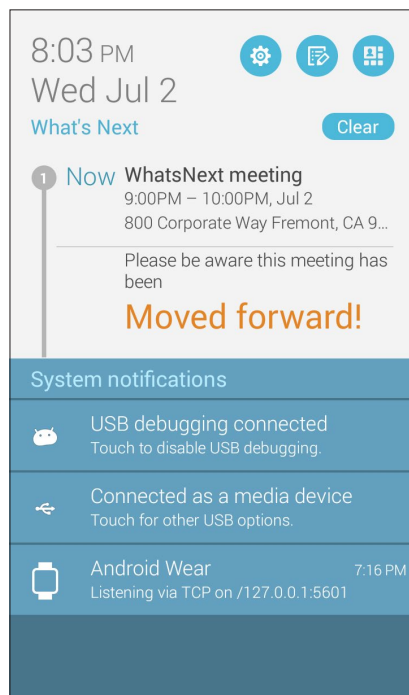 8:03 PM
Wed Jul 2
What's Next
Clear
1
Now
WhatsNext meeting
9:00PM – 10:00PM, Jul 2
800 Corporate Way Fremont, CA 9...
Please be aware this meeting has
been
Moved forward!
System notifications
USB debugging connected
Touch to disable USB debugging.
Connected as a media device
Touch for other USB options.
Android Wear
7:16 PM
Listening via TCP on /127.0.0.1:5601